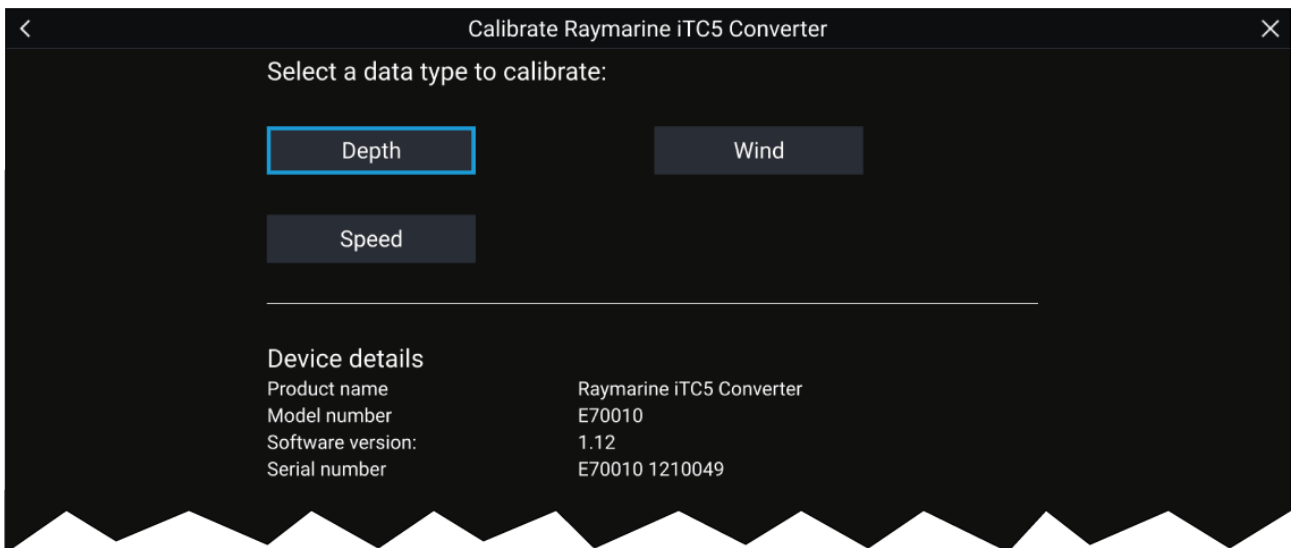 Calibrate Raymarine iTC5 Converter
Select a data type to calibrate:
Depth
Wind
Speed
Device details
Product name Raymarine iTC5 Converter
Model number E70010
Software version: 1.12
Serial number E70010 1210049